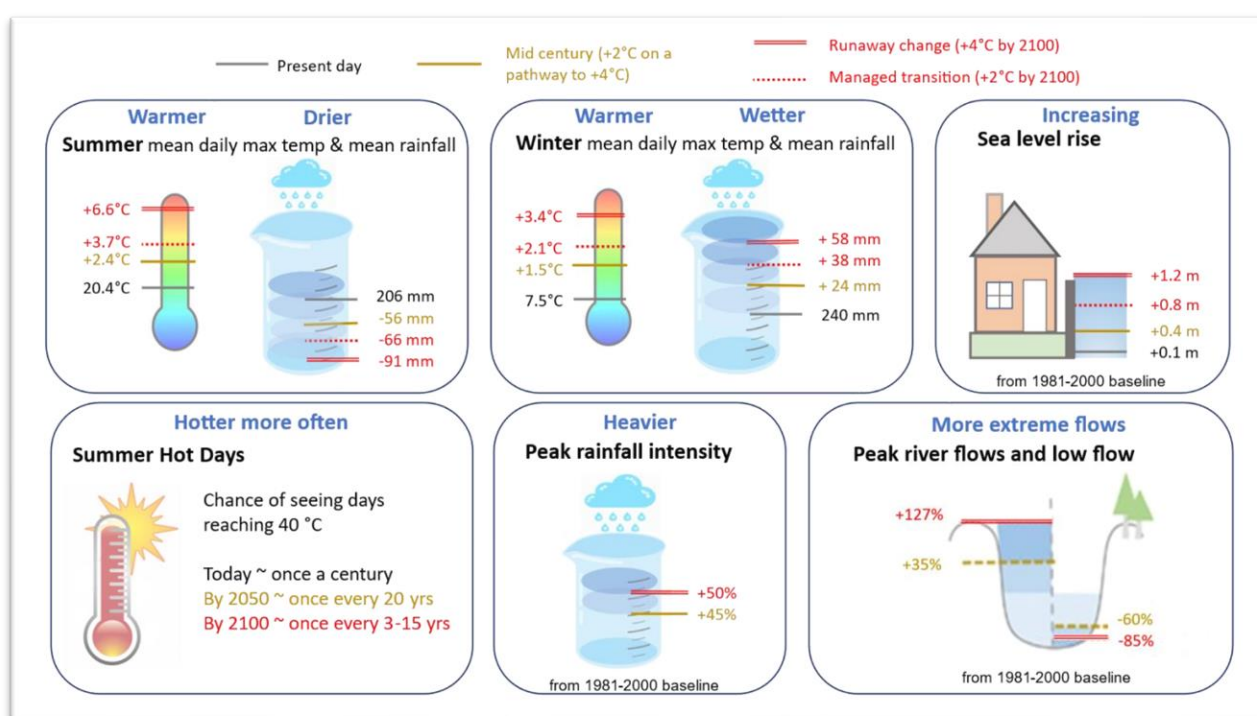 Present day
Mid century (+2°C on a
pathway to +4°C)
Runaway change (+4°C by 2100)
Managed transition (+2°C by 2100)
Warmer Drier
Summer mean daily max temp & mean rainfall
+6.6°C
+3.7°C
+2.4°C
20.4°C
206 mm
-56 mm
-66 mm
-91 mm
Warmer Wetter
Winter mean daily max temp & mean rainfall
+3.4°C
+2.1°C
+1.5°C
7.5°C
+ 58 mm
+ 38 mm
+ 24 mm
240 mm
Increasing
Sea level rise
+1.2 m
+0.8 m
+0.4 m
+0.1 m
from 1981-2000 baseline
Hotter more often
Summer Hot Days
Chance of seeing days
reaching 40 °C
Today ~ once a century
By 2050 ~ once every 20 yrs
By 2100 ~ once every 3-15 yrs
Heavier
Peak rainfall intensity
+50%
+45%
from 1981-2000 baseline
More extreme flows
Peak river flows and low flow
+127%
+35%
-60%
-85%
from 1981-2000 baseline